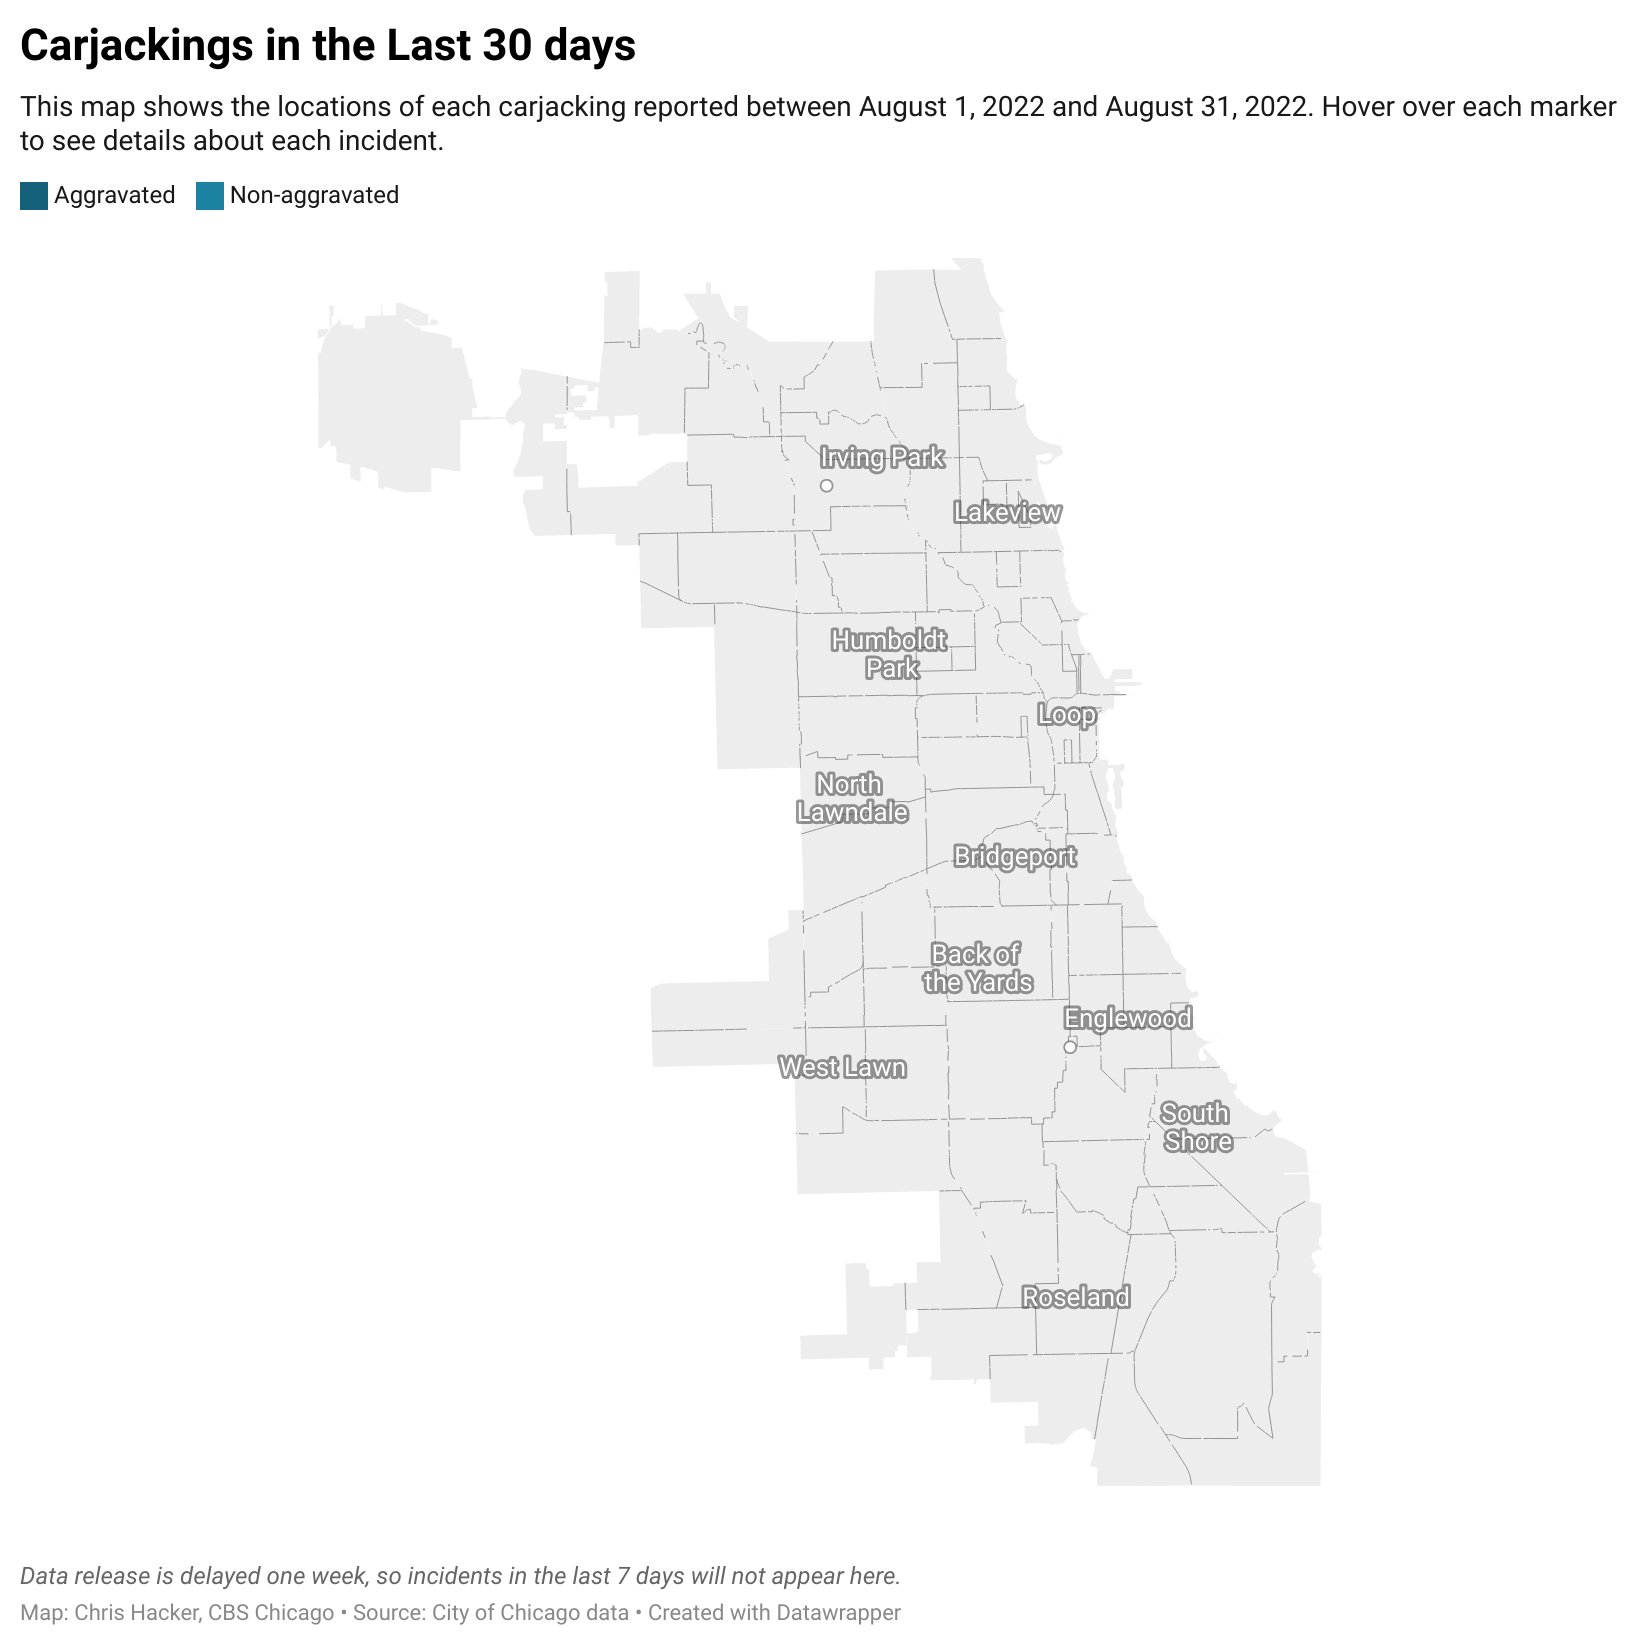 Carjackings in the Last 30 days
This map shows the locations of each carjacking reported between August 1, 2022 and August 31, 2022. Hover over each marker
to see details about each incident.
Aggravated Non-aggravated
Irving Park
Lakeview
Humboldt
Park
Loop
North
Lawndale
Bridgeport
Back of
the Yards
Englewood
West Lawn
South
Shore
Roseland
Data release is delayed one week, so incidents in the last 7 days will not appear here.
Map: Chris Hacker, CBS Chicago • Source: City of Chicago data • Created with Datawrapper